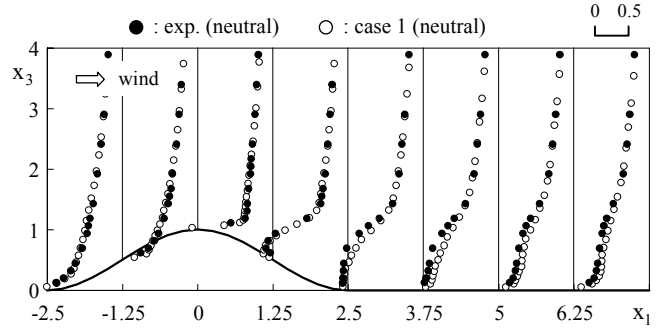 ● : exp. (neutral) ○ : case 1 (neutral) 0 0.5
4
x3
wind
3
2
1
0
-2.5 -1.25 0 1.25 2.5 3.75 5 6.25 x1